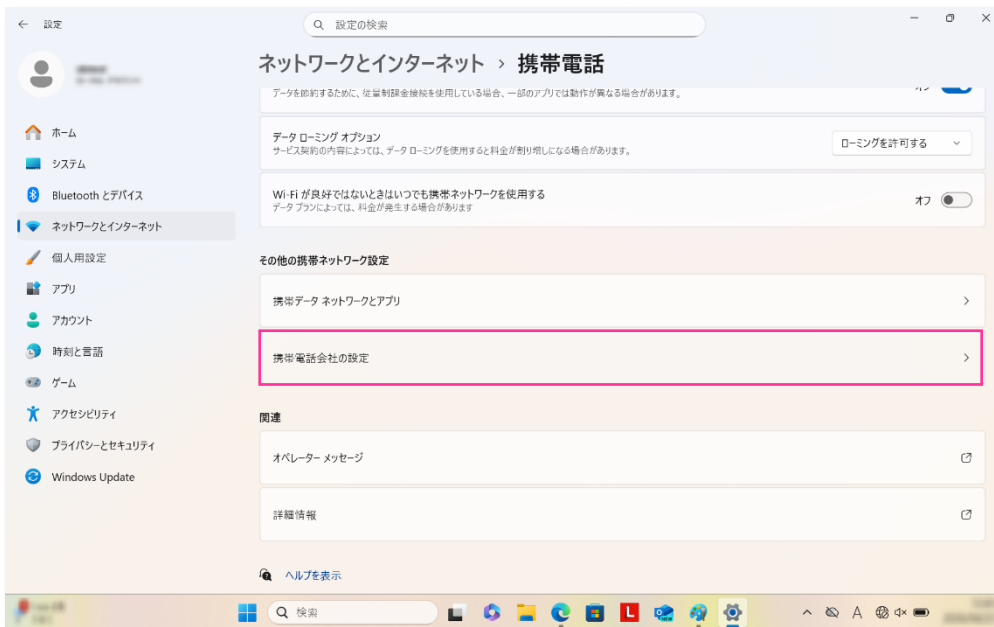 設定
設定の検索
ネットワークとインターネット › 携帯電話
データを節約するために、従量制課金接続を使用している場合、一部のアプリでは動作が異なる場合があります。
オン
ホーム
システム
Bluetooth とデバイス
ネットワークとインターネット
個人用設定
アプリ
アカウント
時刻と言語
ゲーム
アクセシビリティ
プライバシーとセキュリティ
Windows Update
データ ローミング オプション
サービス契約の内容によっては、データ ローミングを使用すると料金が割り増しになる場合があります。
ローミングを許可する
Wi-Fi が良好ではないときはいつでも携帯ネットワークを使用する
データ プランによっては、料金が発生する場合があります
オフ
その他の携帯ネットワーク設定
携帯データ ネットワークとアプリ
携帯電話会社の設定
関連
オペレーター メッセージ
詳細情報
ヘルプを表示
検索
L
A